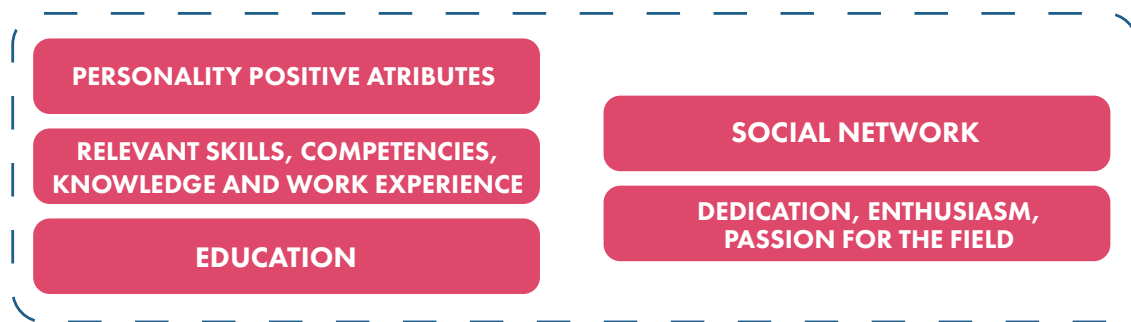 PERSONALITY POSITIVE ATRIBUTES
RELEVANT SKILLS, COMPETENCIES,
KNOWLEDGE AND WORK EXPERIENCE
EDUCATION
SOCIAL NETWORK
DEDICATION, ENTHUSIASM,
PASSION FOR THE FIELD